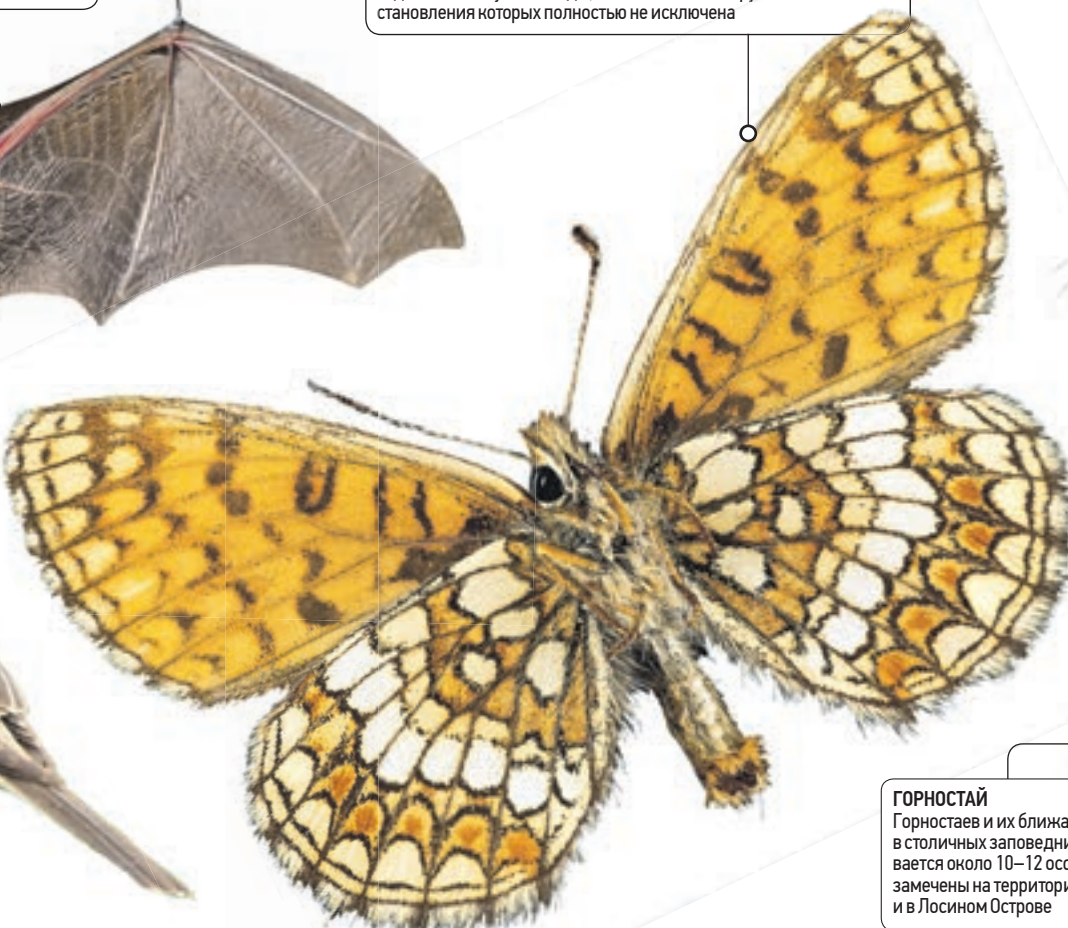 становления которых полностью не исключена
ГОРНОСТАЙ
Горностаев и их ближа
в столичных заповедни
вается около 10–12 осо
замечены на территори
и в Лосином Острове